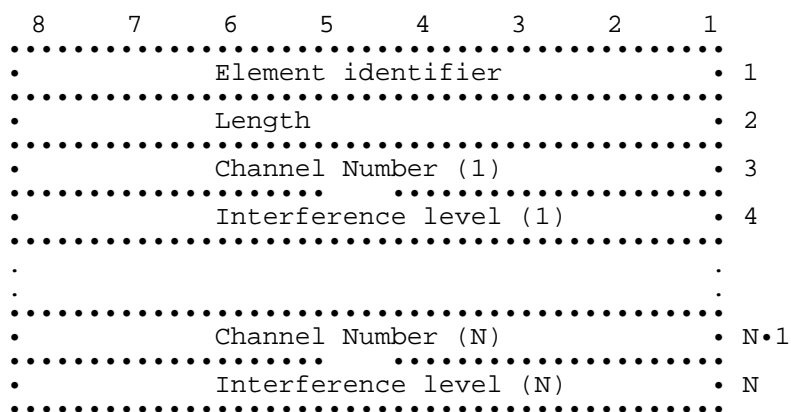 8 7 6 5 4 3 2 1
Element identifier 1
Length 2
Channel Number (1) 3
Interference level (1) 4
. .
. .
Channel Number (N) N•1
Interference level (N) N